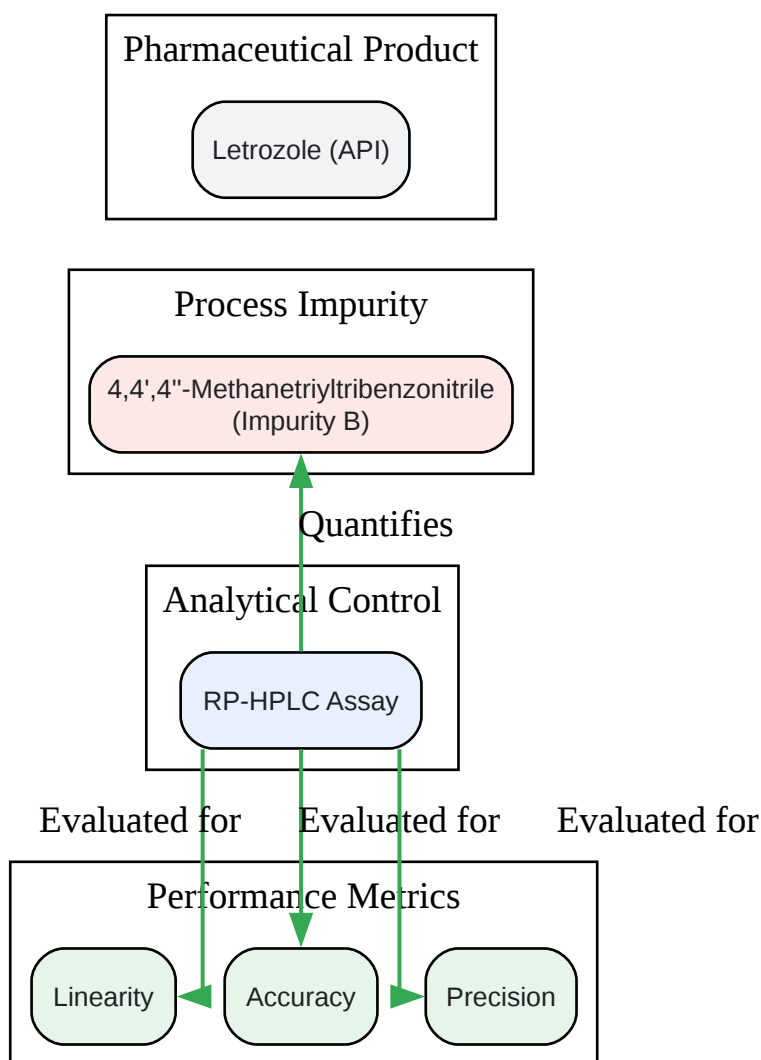 Pharmaceutical Product
Letrozole (API)
Process Impurity
4,4',4''-Methanetriyltribenzonitrile
(Impurity B)
Quantifies
Analytical Control
RP-HPLC Assay
Evaluated for
Evaluated for
Evaluated for
Performance Metrics
Linearity
Accuracy
Precision